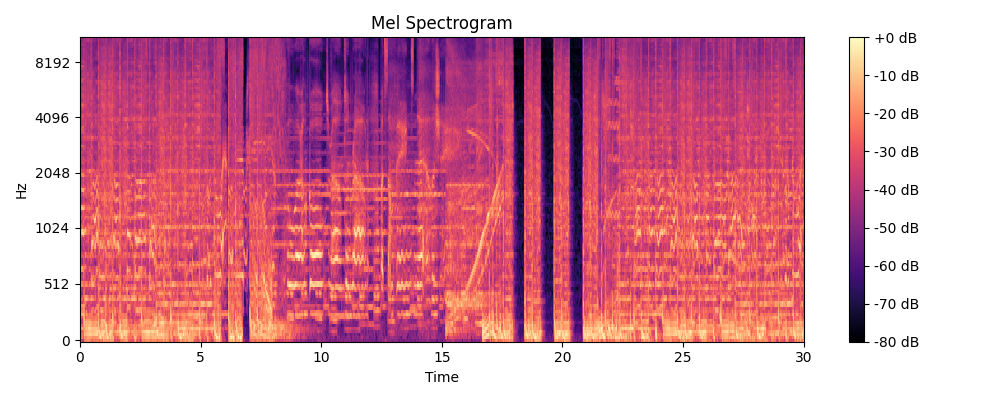 Mel Spectrogram
8192
4096
2048
1024
512
0
Hz
0 5 10 15 20 25 30
Time
+0 dB
-10 dB
-20 dB
-30 dB
-40 dB
-50 dB
-60 dB
-70 dB
-80 dB